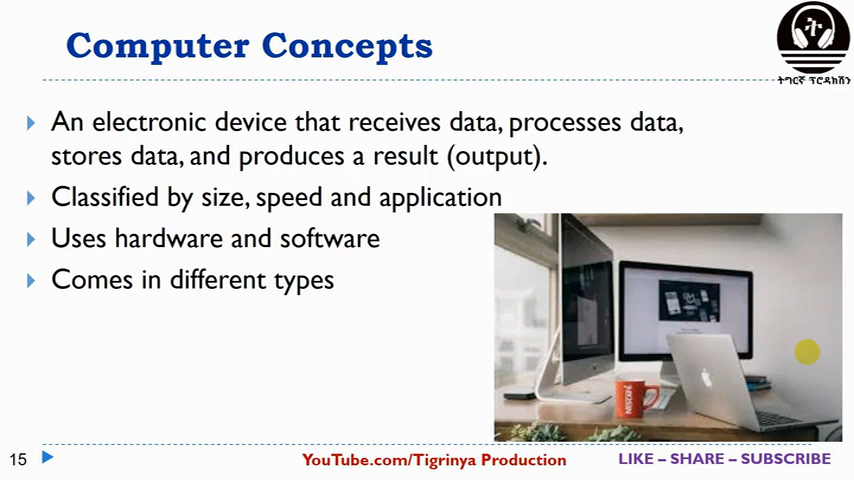 Computer Concepts
ት
ትግርኛ ፕሮዳክሽን
An electronic device that receives data, processes data,
stores data, and produces a result (output).
Classified by size, speed and application
Uses hardware and software
Comes in different types
NESCAFÉ
15
YouTube.com/Tigrinya Production
LIKE – SHARE – SUBSCRIBE